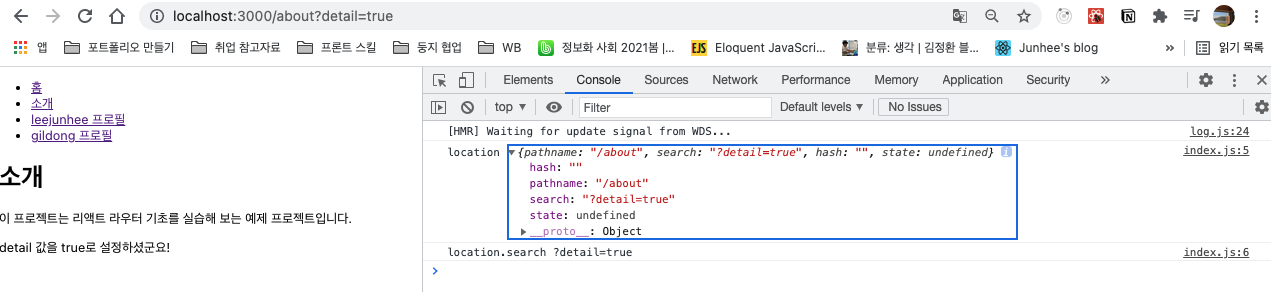 localhost:3000/about?detail=true
앱 포트폴리오 만들기 취업 참고자료 프론트 스킬 둥지 협업 WB 정보화 사회 2021봄 |... EJS Eloquent JavaScri... 분류: 생각 | 김정환 블... Junhee's blog » 읽기 목록
홈
소개
leejunhee 프로필
gildong 프로필
소개
이 프로젝트는 리액트 라우터 기초를 실습해 보는 예제 프로젝트입니다.
detail 값을 true로 설정하셨군요!
Elements Console Sources Network Performance Memory Application Security »
top ▼ Filter Default levels ▼ No Issues
[HMR] Waiting for update signal from WDS... log.js:24
location ▼{pathname: "/about", search: "?detail=true", hash: "", state: undefined} i index.js:5
hash: ""
pathname: "/about"
search: "?detail=true"
state: undefined
▶__proto__: Object
location.search ?detail=true index.js:6
>